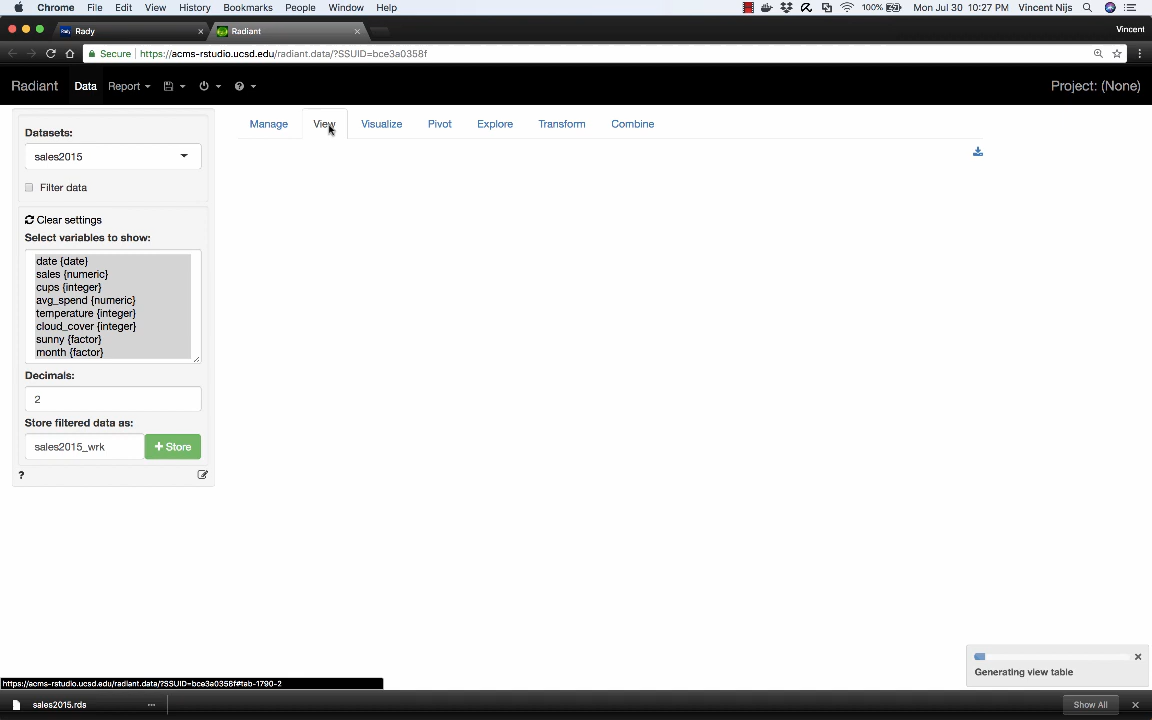 Chrome File Edit View History Bookmarks People Window Help 100% Mon Jul 30 10:27 PM Vincent Nijs
Rady Radiant Vincent
Secure https://acms-rstudio.ucsd.edu/radiant.data/?SSUID=bce3a0358f
Radiant Data Report ? Project: (None)
Manage View Visualize Pivot Explore Transform Combine
Datasets:
sales2015
Filter data
Clear settings
Select variables to show:
date {date}
sales {numeric}
cups {integer}
avg_spend {numeric}
temperature {integer}
cloud_cover {integer}
sunny {factor}
month {factor}
Decimals:
2
Store filtered data as:
sales2015_wrk + Store
?
Generating view table
https://acms-rstudio.ucsd.edu/radiant.data/?SSUID=bce3a0358f#tab-1790-2
sales2015.rds Show All